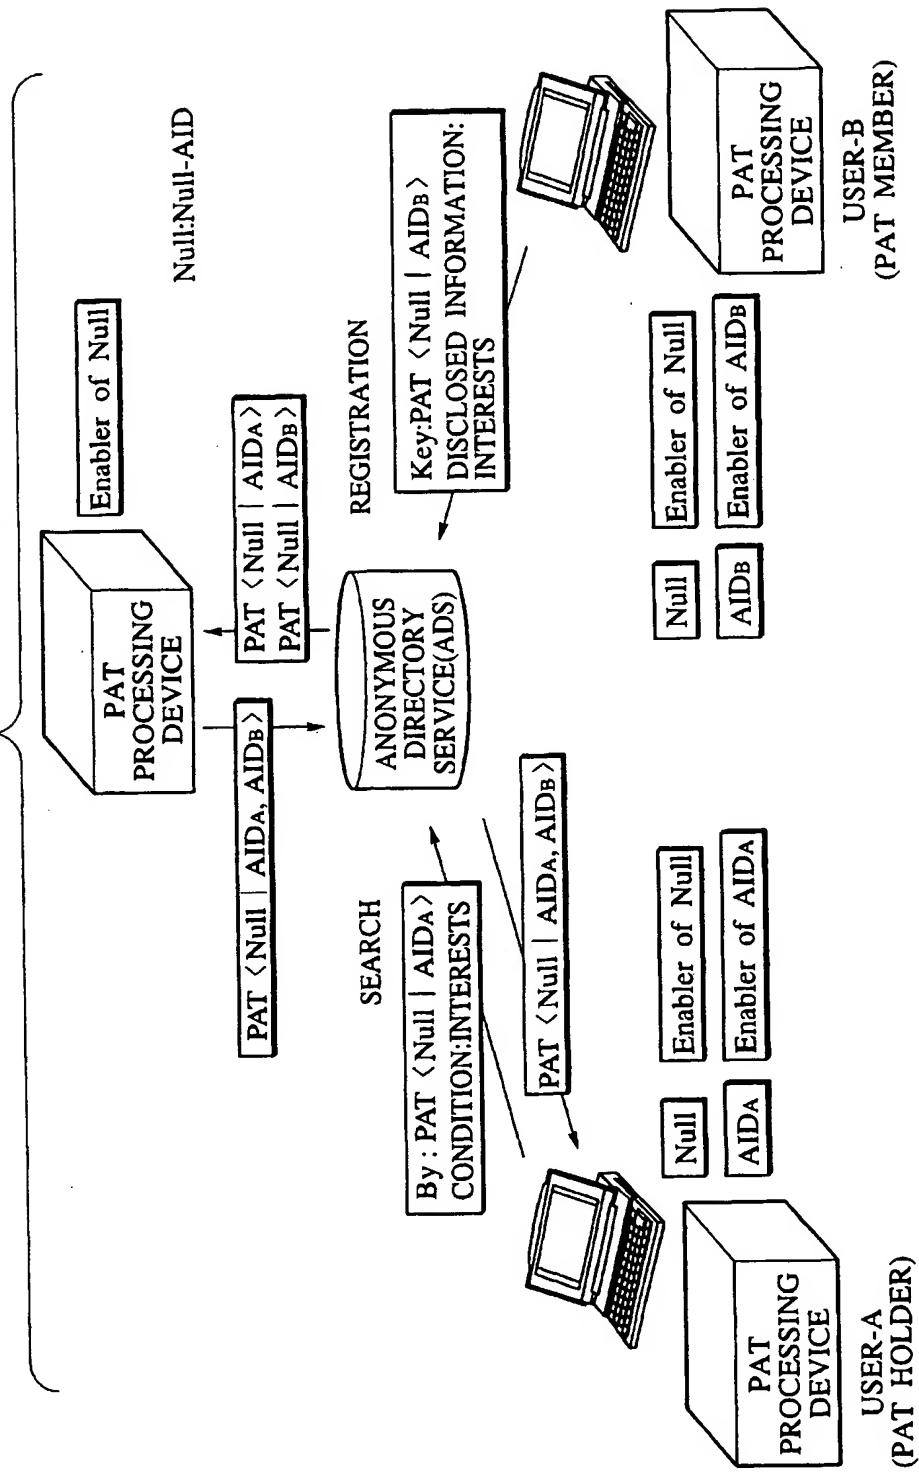 Null:Null-AID
Enabler of Null
PAT
PROCESSING
DEVICE
PAT <Null | AIDA, AIDB>
PAT <Null | AIDA>
PAT <Null | AIDB>
SEARCH
REGISTRATION
ANONYMOUS
DIRECTORY
SERVICE(ADS)
By : PAT <Null | AIDA>
CONDITION:INTERESTS
Key:PAT <Null | AIDB>
DISCLOSED INFORMATION:
INTERESTS
PAT <Null | AIDA, AIDB>
Null
Enabler of Null
AIDA
Enabler of AIDA
Null
Enabler of Null
AIDB
Enabler of AIDB
PAT
PROCESSING
DEVICE
USER-A
(PAT HOLDER)
PAT
PROCESSING
DEVICE
USER-B
(PAT MEMBER)